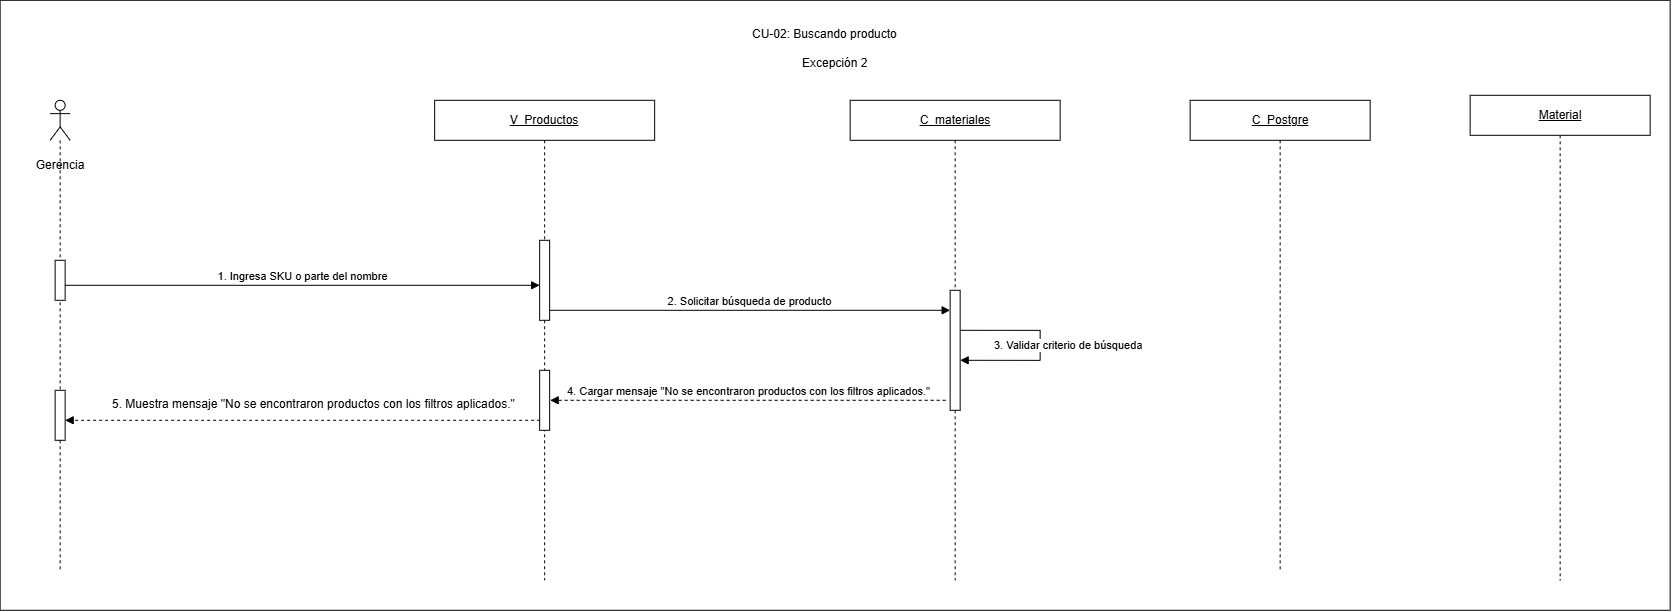 CU-02: Buscando producto
Excepción 2
Gerencia
V_Productos
C_materiales
C_Postgre
Material
1. Ingresa SKU o parte del nombre
2. Solicitar búsqueda de producto
3. Validar criterio de búsqueda
4. Cargar mensaje "No se encontraron productos con los filtros aplicados."
5. Muestra mensaje "No se encontraron productos con los filtros aplicados."